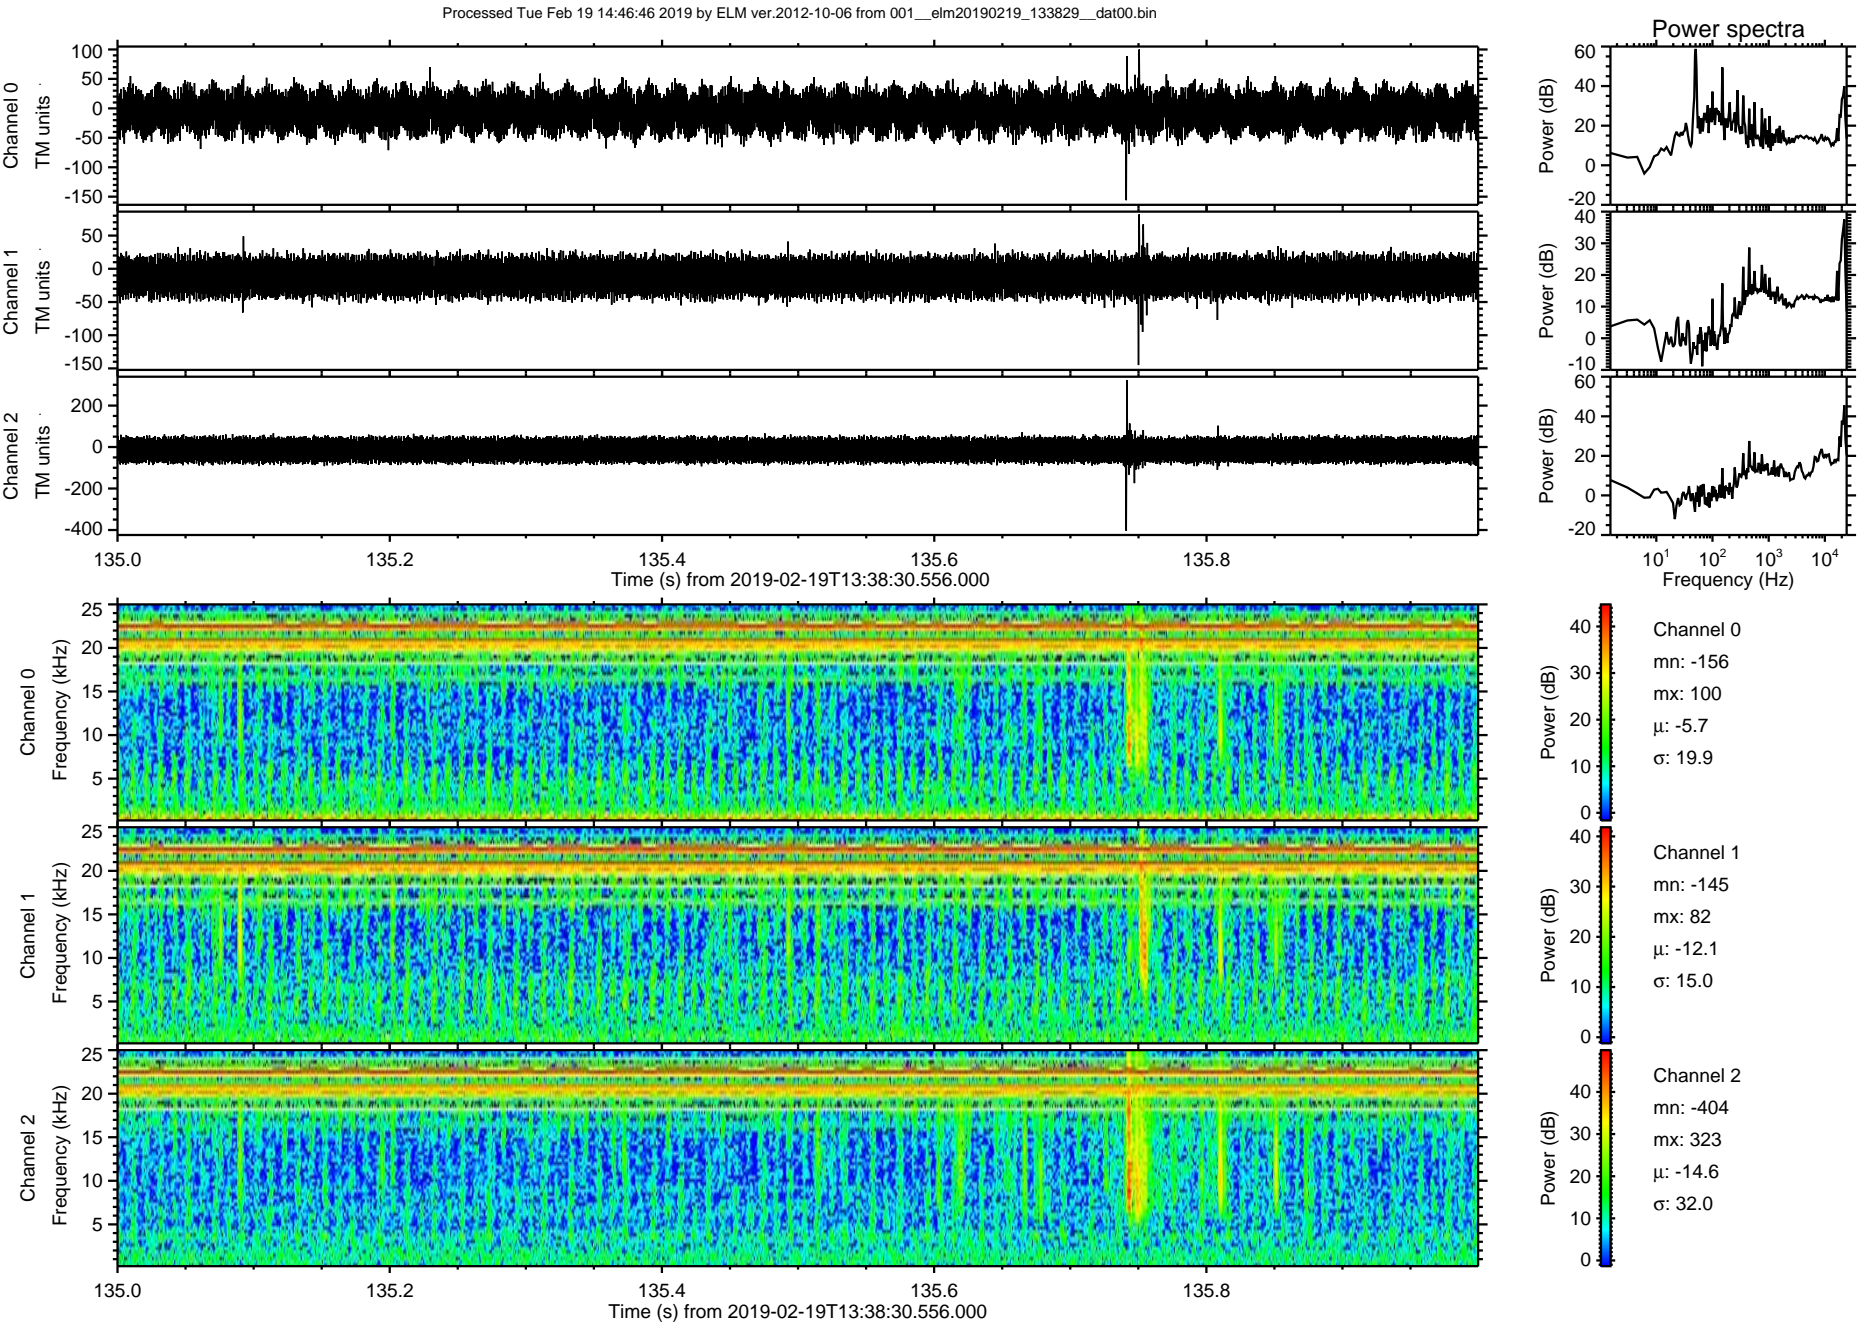 Processed Tue Feb 19 14:46:46 2019 by ELM ver.2012-10-06 from 001__elm20190219_133829__dat00.bin
Power spectra
Channel 0
TM units
100
50
0
-50
-100
-150
Power (dB)
60
40
20
0
-20
Channel 1
TM units
50
0
-50
-100
-150
Power (dB)
40
30
20
10
0
-10
Channel 2
TM units
200
0
-200
-400
Power (dB)
60
40
20
0
-20
135.0 135.2 135.4 135.6 135.8
Time (s) from 2019-02-19T13:38:30.556.000
10¹ 10² 10³ 10⁴
Frequency (Hz)
Channel 0
Frequency (kHz)
25
20
15
10
5
Power (dB)
40
30
20
10
0
Channel 0
mn: -156
mx: 100
μ: -5.7
σ: 19.9
Channel 1
Frequency (kHz)
25
20
15
10
5
Power (dB)
40
30
20
10
0
Channel 1
mn: -145
mx: 82
μ: -12.1
σ: 15.0
Channel 2
Frequency (kHz)
25
20
15
10
5
Power (dB)
40
30
20
10
0
Channel 2
mn: -404
mx: 323
μ: -14.6
σ: 32.0
135.0 135.2 135.4 135.6 135.8
Time (s) from 2019-02-19T13:38:30.556.000